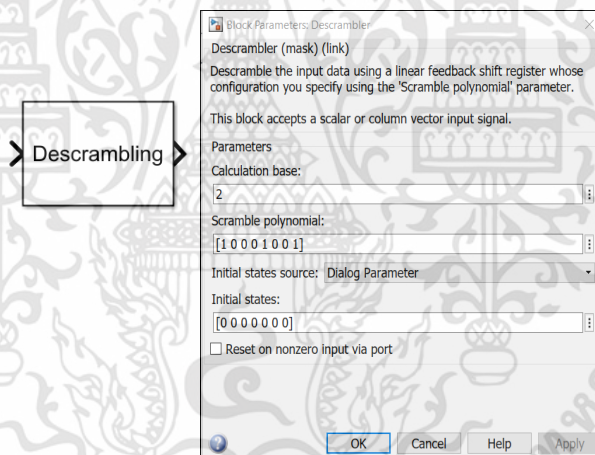 Descrambling
Block Parameters: Descrambler
Descrambler (mask) (link)
Descramble the input data using a linear feedback shift register whose
configuration you specify using the 'Scramble polynomial' parameter.
This block accepts a scalar or column vector input signal.
Parameters
Calculation base:
2
Scramble polynomial:
[1 0 0 0 1 0 0 1]
Initial states source: Dialog Parameter
Initial states:
[0 0 0 0 0 0 0]
Reset on nonzero input via port
OK Cancel Help Apply